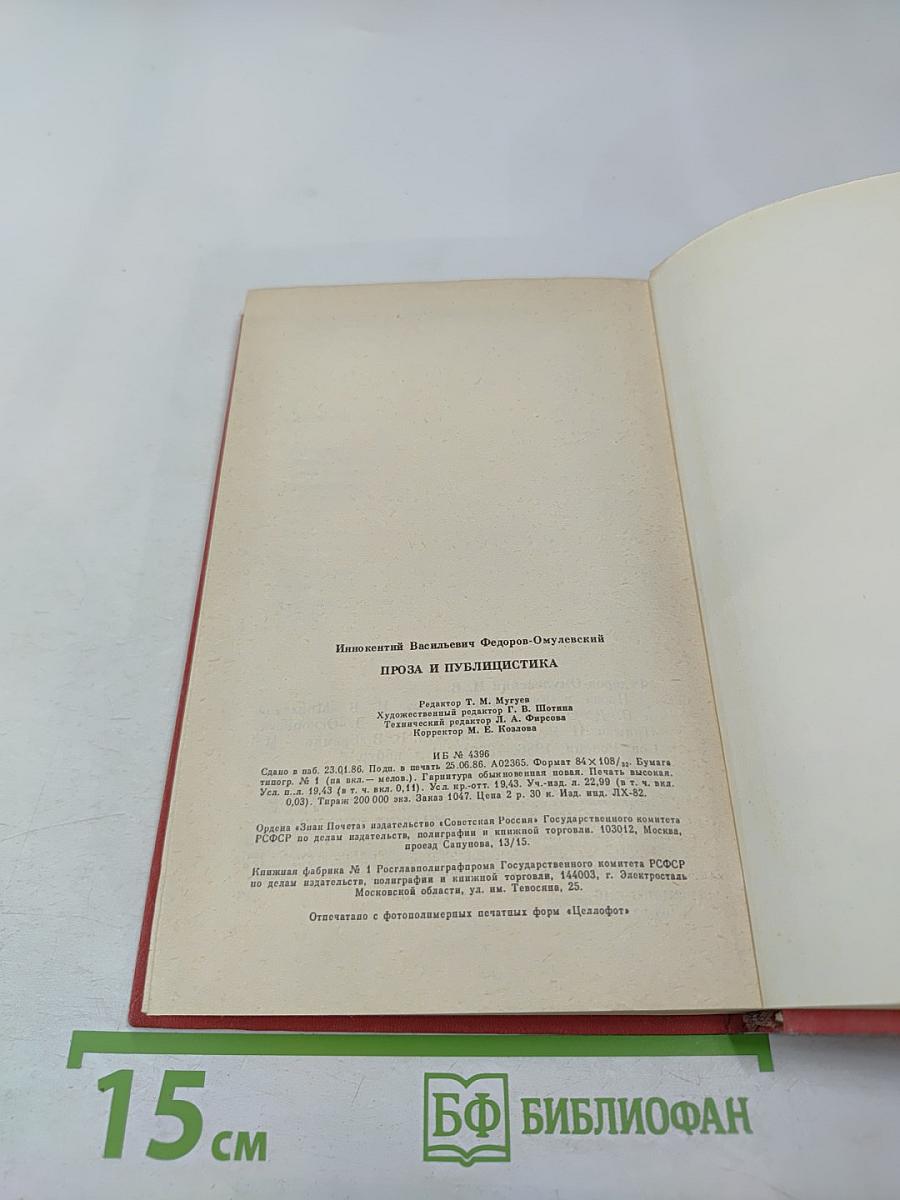 Иннокентий Васильевич Федоров-Омулевский
ПРОЗА И ПУБЛИЦИСТИКА
Редактор Т. М. Мугуев
Художественный редактор Г. В. Шотина
Технический редактор Л. А. Фирсова
Корректор М. Е. Козлова
ИБ № 4396
Сдано в наб. 23.01.86. Подп. в печать 25.06.86. А02365. Формат 84×108/32. Бумага
типогр. № 1 (на вкл.— мелов.). Гарнитура обыкновенная новая. Печать высокая.
Усл. п.л. 19,43 (в т. ч. вкл. 0,11). Усл. кр.-отт. 19,43. Уч.-изд. л. 22,99 (в т. ч. вкл.
0,03). Тираж 200 000 экз. Заказ 1047. Цена 2 р. 30 к. Изд. инд. ЛХ-82.
Ордена «Знак Почета» издательство «Советская Россия» Государственного комитета
РСФСР по делам издательств, полиграфии и книжной торговли. 103012, Москва,
проезд Сапунова, 13/15.
Книжная фабрика № 1 Росглавполиграфпрома Государственного комитета РСФСР
по делам издательств, полиграфии и книжной торговли, 144003, г. Электросталь
Московской области, ул. им. Тевосяна, 25.
Отпечатано с фотополимерных печатных форм «Целлофот»
15 см
БФ БИБЛИОФАН